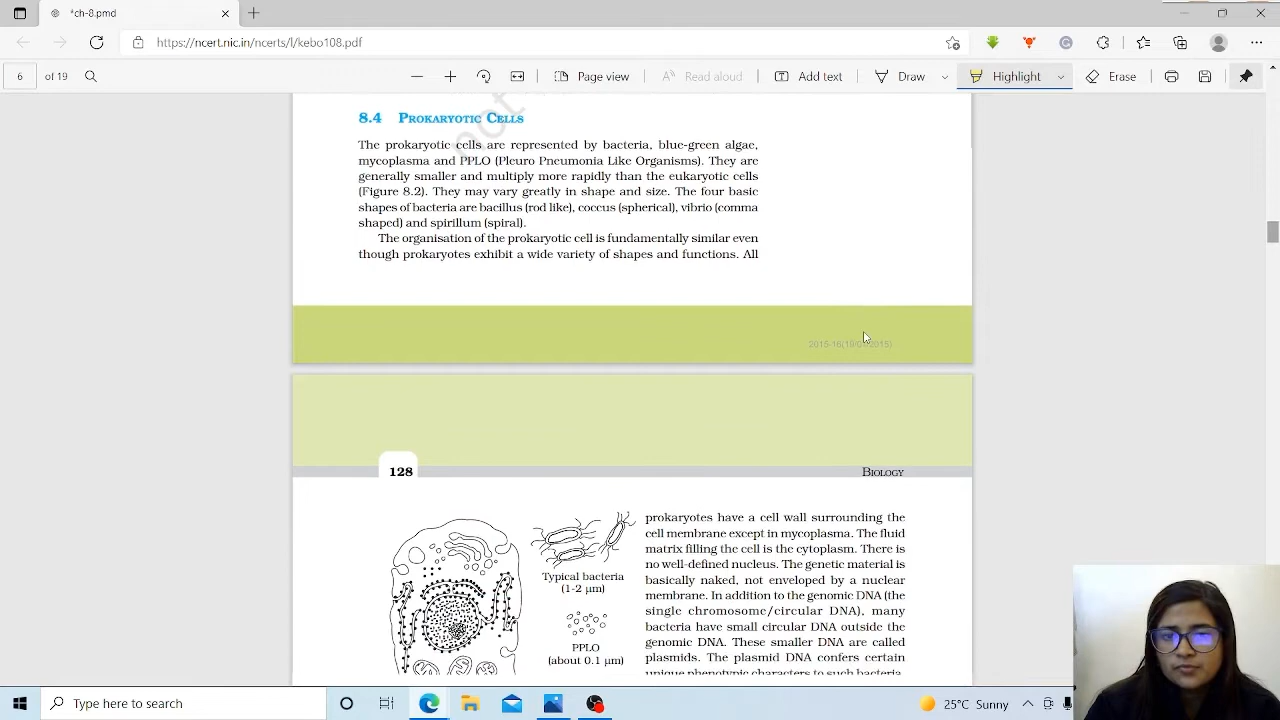 *ch-8.pmd
https://ncert.nic.in/ncerts/l/kebo108.pdf
6 of 19
Page view
Read aloud
Add text
Draw
Highlight
Erase
not
8.4 PROKARYOTIC CELLS
The prokaryotic cells are represented by bacteria, blue-green algae,
mycoplasma and PPLO (Pleuro Pneumonia Like Organisms). They are
generally smaller and multiply more rapidly than the eukaryotic cells
(Figure 8.2). They may vary greatly in shape and size. The four basic
shapes of bacteria are bacillus (rod like), coccus (spherical), vibrio (comma
shaped) and spirillum (spiral).
The organisation of the prokaryotic cell is fundamentally similar even
though prokaryotes exhibit a wide variety of shapes and functions. All
128
BIOLOGY
Typical bacteria
(1-2 μm)
PPLO
(about 0.1 μm)
prokaryotes have a cell wall surrounding the
cell membrane except in mycoplasma. The fluid
matrix filling the cell is the cytoplasm. There is
no well-defined nucleus. The genetic material is
basically naked, not enveloped by a nuclear
membrane. In addition to the genomic DNA (the
single chromosome/circular DNA), many
bacteria have small circular DNA outside the
genomic DNA. These smaller DNA are called
plasmids. The plasmid DNA confers certain
unique phenotypic characters to such bacteria.
Type here to search
25°C Sunny